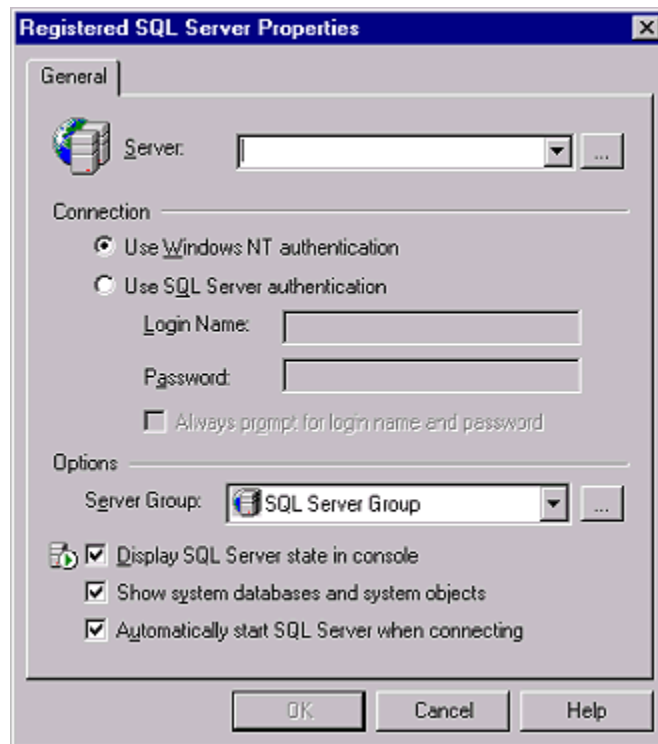 Registered SQL Server Properties
General
Server:
...
Connection
Use Windows NT authentication
Use SQL Server authentication
Login Name:
Password:
Always prompt for login name and password
Options
Server Group:
SQL Server Group
...
Display SQL Server state in console
Show system databases and system objects
Automatically start SQL Server when connecting
OK
Cancel
Help